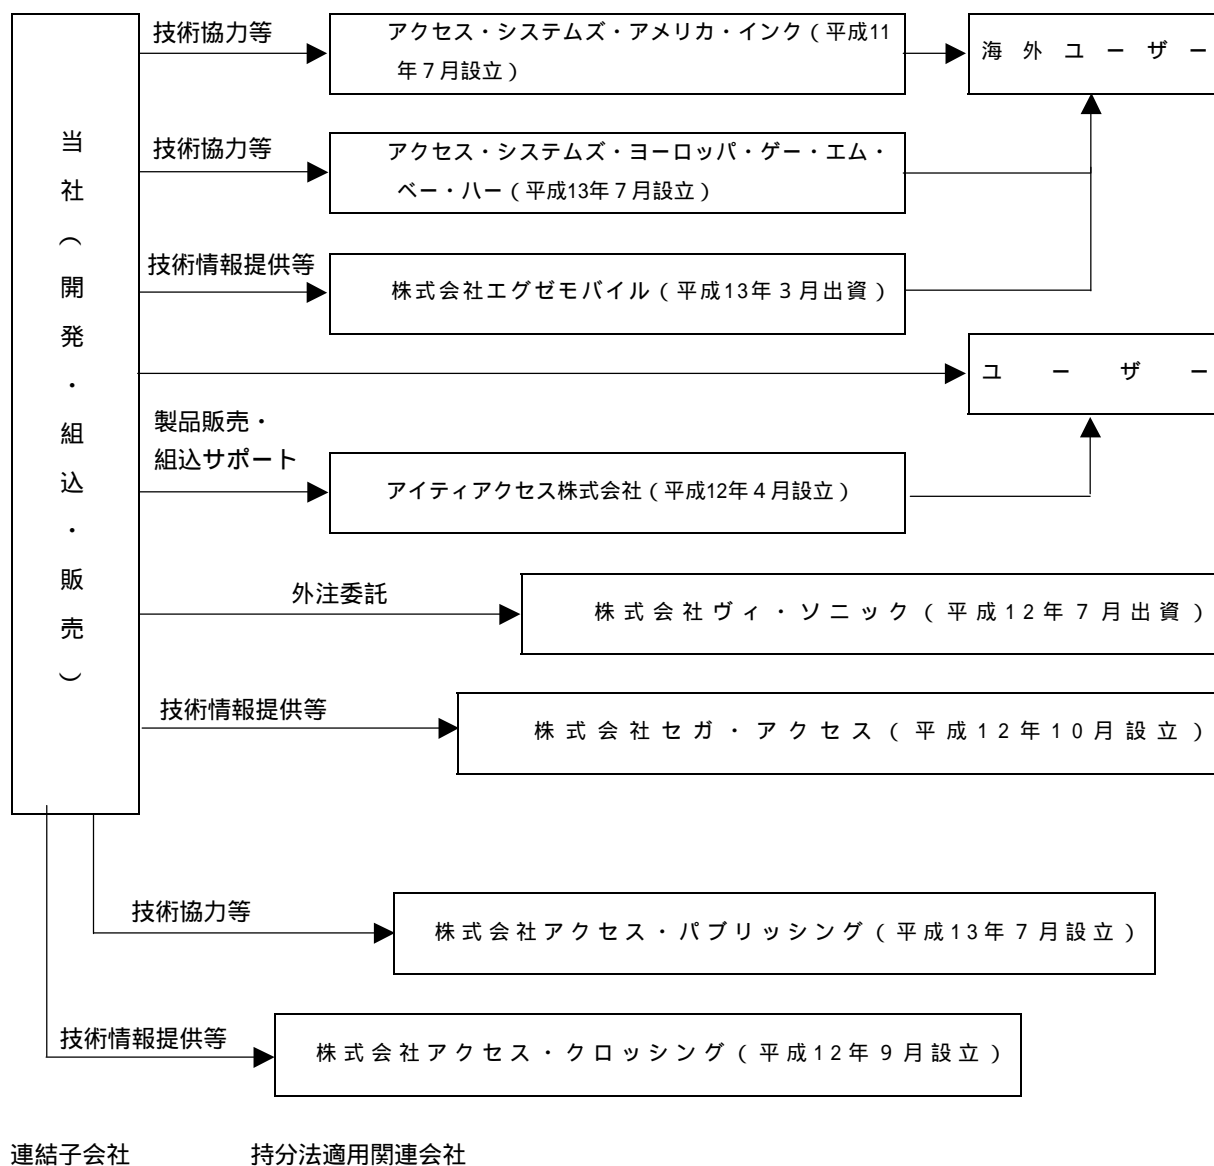 当社（開発・組込・販売）
技術協力等
アクセス・システムズ・アメリカ・インク（平成11
年７月設立）
海外ユーザー
技術協力等
アクセス・システムズ・ヨーロッパ・ゲー・エム・
ベー・ハー（平成13年７月設立）
技術情報提供等
株式会社エグゼモバイル（平成13年３月出資）
ユーザー
製品販売・
組込サポート
アイティアクセス株式会社（平成12年４月設立）
外注委託
株式会社ヴィ・ソニック（平成12年７月出資）
技術情報提供等
株式会社セガ・アクセス（平成12年10月設立）
技術協力等
株式会社アクセス・パブリッシング（平成13年７月設立）
技術情報提供等
株式会社アクセス・クロッシング（平成12年９月設立）
連結子会社　持分法適用関連会社